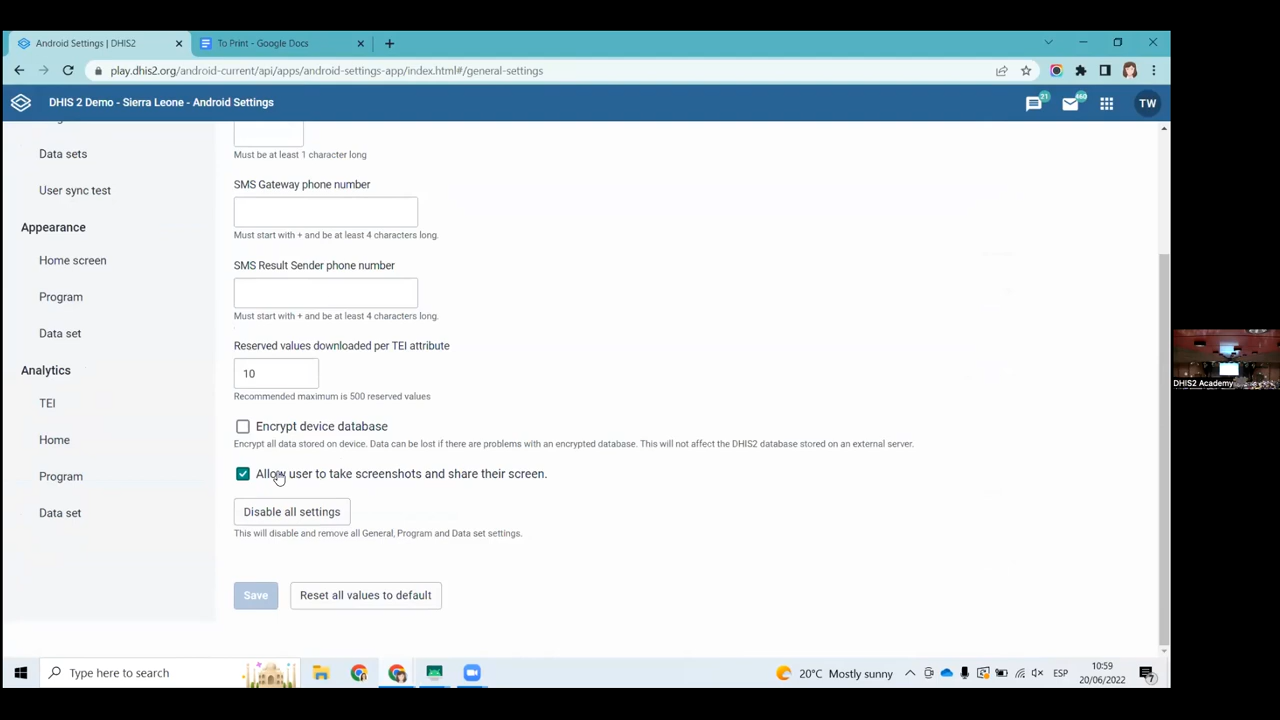 Android Settings | DHIS2
To Print - Google Docs
play.dhis2.org/android-current/api/apps/android-settings-app/index.html#/general-settings
DHIS 2 Demo - Sierra Leone - Android Settings
71
460
TW
Data sets
User sync test
Appearance
Home screen
Program
Data set
Analytics
TEI
Home
Program
Data set
Must be at least 1 character long
SMS Gateway phone number
Must start with + and be at least 4 characters long.
SMS Result Sender phone number
Must start with + and be at least 4 characters long.
Reserved values downloaded per TEI attribute
10
Recommended maximum is 500 reserved values
Encrypt device database
Encrypt all data stored on device. Data can be lost if there are problems with an encrypted database. This will not affect the DHIS2 database stored on an external server.
Allow user to take screenshots and share their screen.
Disable all settings
This will disable and remove all General, Program and Data set settings.
Save
Reset all values to default
DHIS2 Academy
Type here to search
20°C Mostly sunny
ESP
10:59
20/06/2022
7